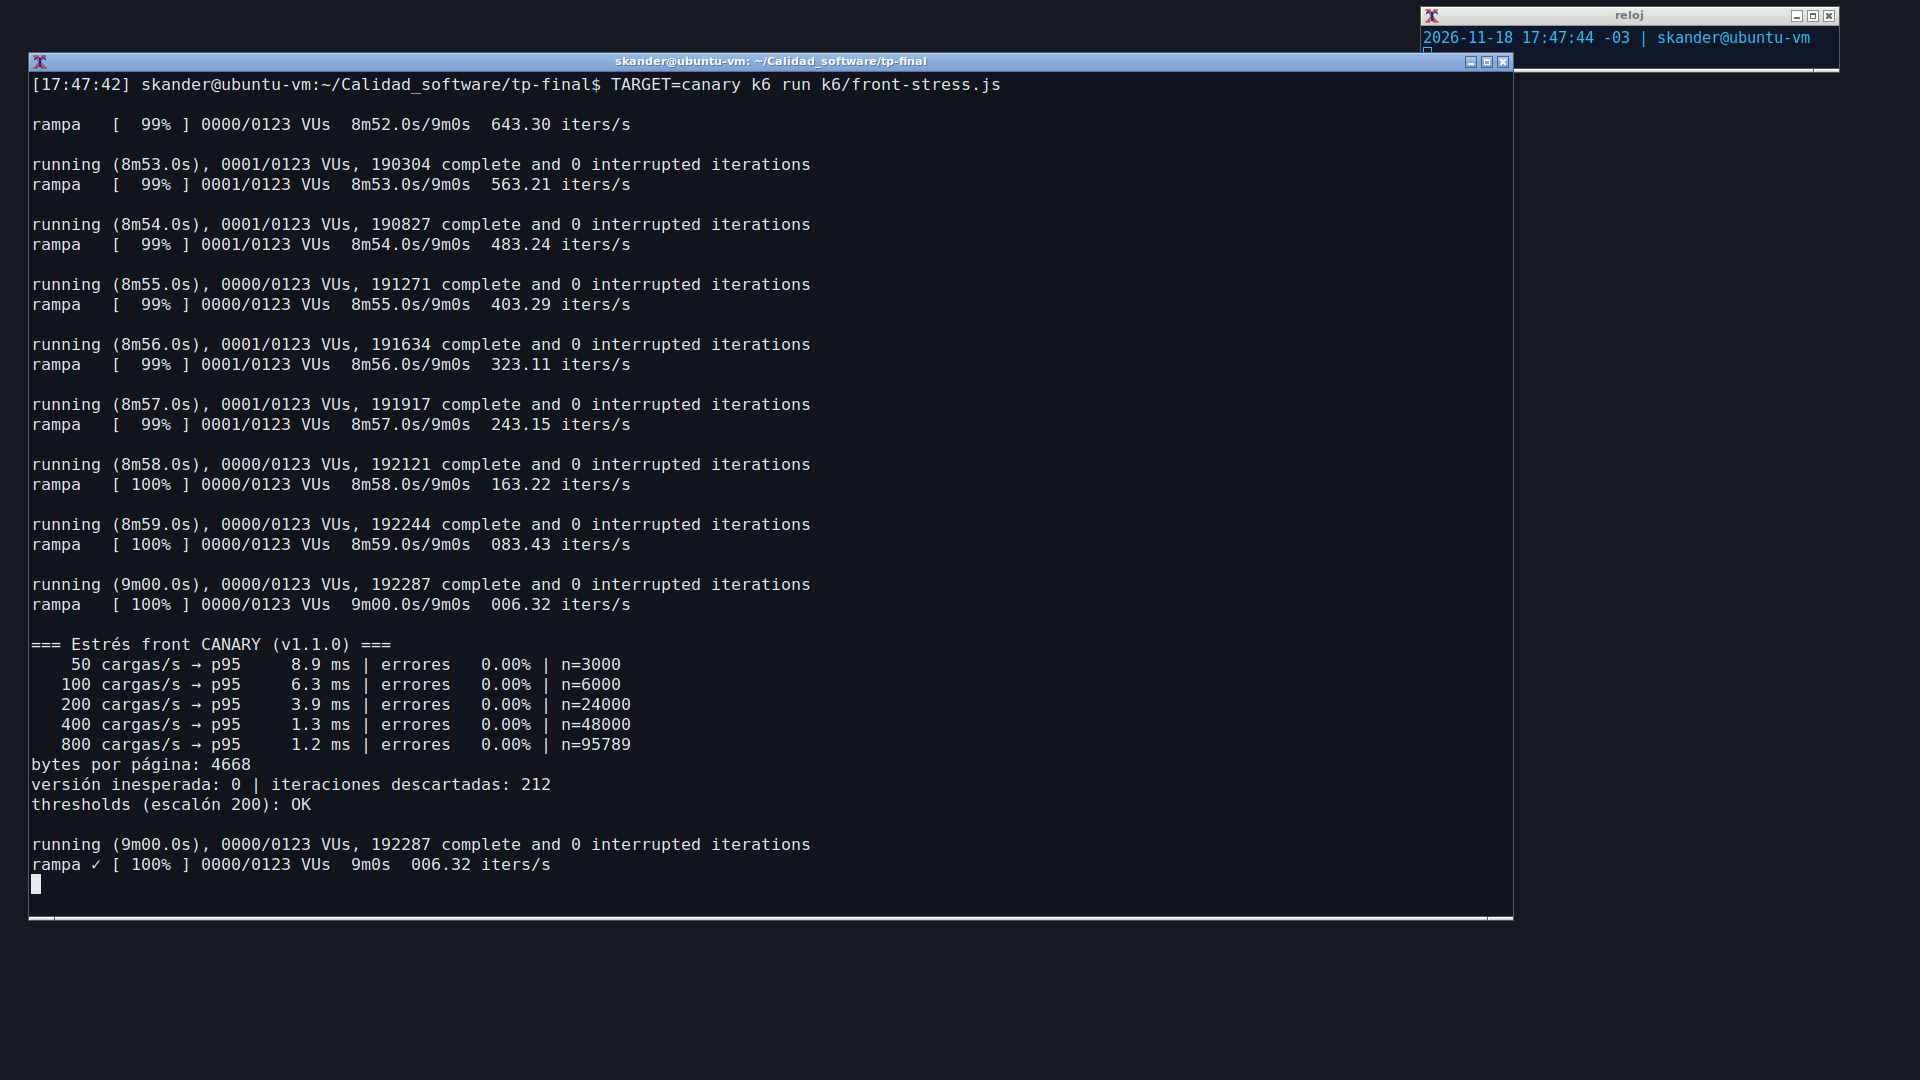 reloj
2026-11-18 17:47:44 -03 | skander@ubuntu-vm
skander@ubuntu-vm: ~/Calidad_software/tp-final
[17:47:42] skander@ubuntu-vm:~/Calidad_software/tp-final$ TARGET=canary k6 run k6/front-stress.js
rampa   [  99% ] 0000/0123 VUs  8m52.0s/9m0s  643.30 iters/s
running (8m53.0s), 0001/0123 VUs, 190304 complete and 0 interrupted iterations
rampa   [  99% ] 0001/0123 VUs  8m53.0s/9m0s  563.21 iters/s
running (8m54.0s), 0001/0123 VUs, 190827 complete and 0 interrupted iterations
rampa   [  99% ] 0001/0123 VUs  8m54.0s/9m0s  483.24 iters/s
running (8m55.0s), 0000/0123 VUs, 191271 complete and 0 interrupted iterations
rampa   [  99% ] 0000/0123 VUs  8m55.0s/9m0s  403.29 iters/s
running (8m56.0s), 0001/0123 VUs, 191634 complete and 0 interrupted iterations
rampa   [  99% ] 0001/0123 VUs  8m56.0s/9m0s  323.11 iters/s
running (8m57.0s), 0001/0123 VUs, 191917 complete and 0 interrupted iterations
rampa   [  99% ] 0001/0123 VUs  8m57.0s/9m0s  243.15 iters/s
running (8m58.0s), 0000/0123 VUs, 192121 complete and 0 interrupted iterations
rampa   [ 100% ] 0000/0123 VUs  8m58.0s/9m0s  163.22 iters/s
running (8m59.0s), 0000/0123 VUs, 192244 complete and 0 interrupted iterations
rampa   [ 100% ] 0000/0123 VUs  8m59.0s/9m0s  083.43 iters/s
running (9m00.0s), 0000/0123 VUs, 192287 complete and 0 interrupted iterations
rampa   [ 100% ] 0000/0123 VUs  9m00.0s/9m0s  006.32 iters/s
=== Estrés front CANARY (v1.1.0) ===
    50 cargas/s → p95     8.9 ms | errores   0.00% | n=3000
   100 cargas/s → p95     6.3 ms | errores   0.00% | n=6000
   200 cargas/s → p95     3.9 ms | errores   0.00% | n=24000
   400 cargas/s → p95     1.3 ms | errores   0.00% | n=48000
   800 cargas/s → p95     1.2 ms | errores   0.00% | n=95789
bytes por página: 4668
versión inesperada: 0 | iteraciones descartadas: 212
thresholds (escalón 200): OK
running (9m00.0s), 0000/0123 VUs, 192287 complete and 0 interrupted iterations
rampa ✓ [ 100% ] 0000/0123 VUs  9m0s  006.32 iters/s